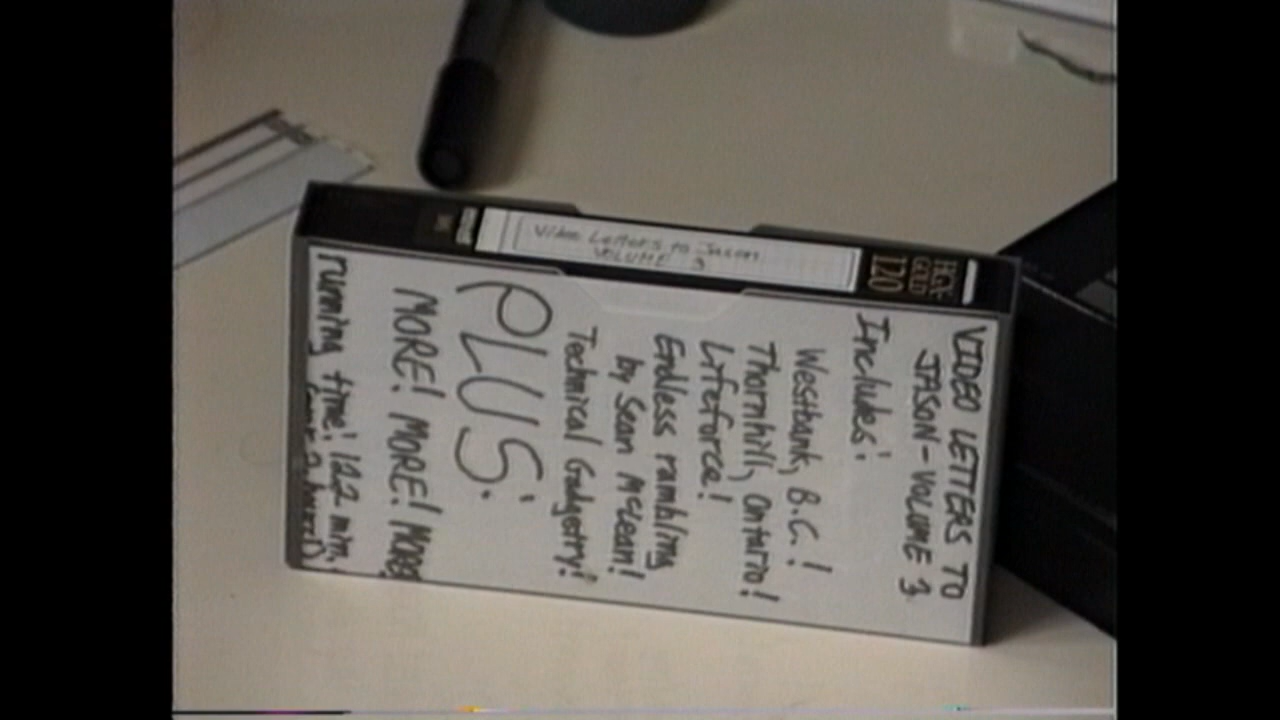 VIDEO LETTERS TO
JASON - VOLUME 3
Includes:
Westbank, B.C.!
Thornhill, Ontario!
Lifeforce!
Endless rambling
by Sean McLean!
Technical Gadgetry!
PLUS:
MORE! MORE! MORE!
running time: 122 min.
Video Letters to Jason
VOLUME 3
HGX-
GOLD
120